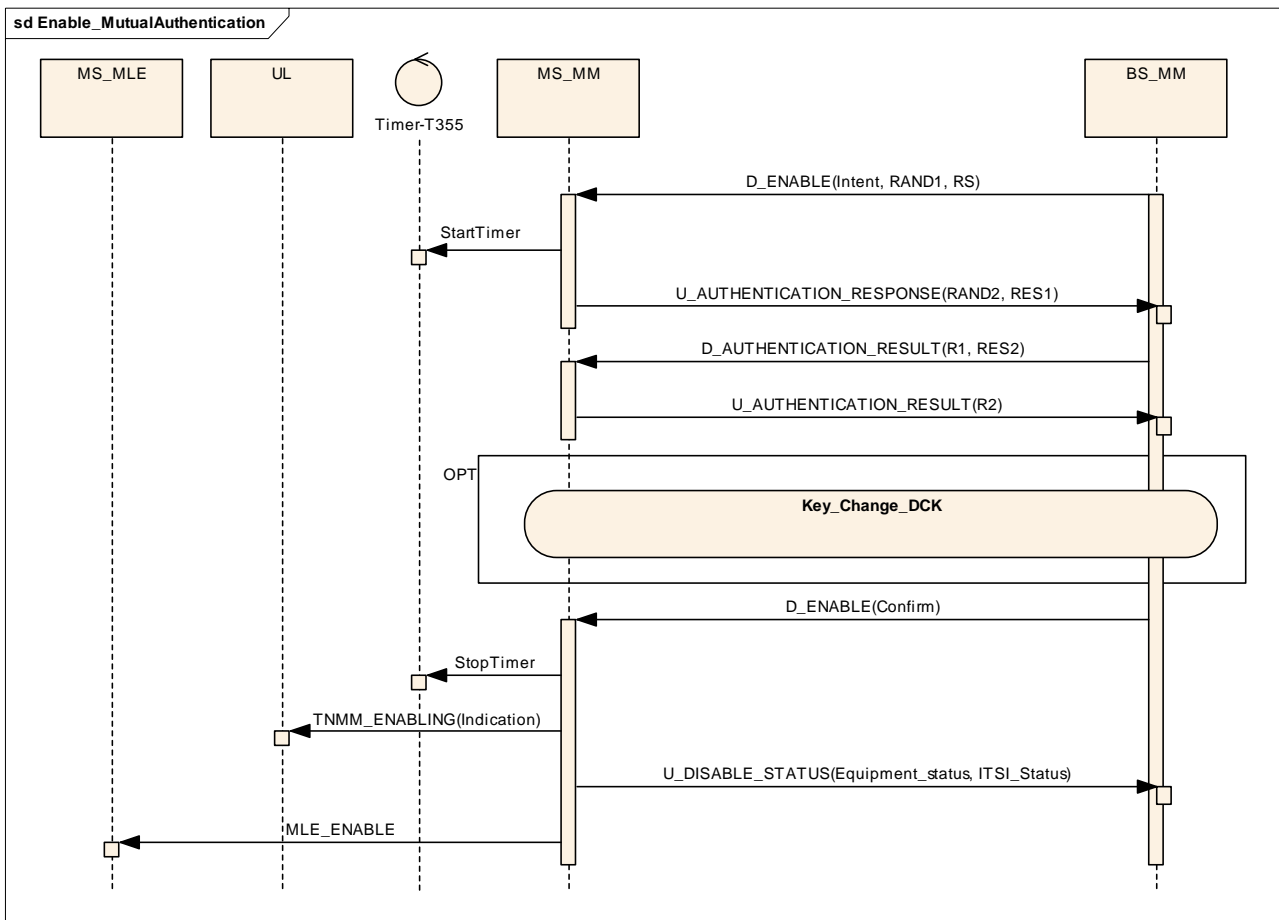 sd Enable_MutualAuthentication
MS_MLE
UL
Timer-T355
MS_MM
BS_MM
D_ENABLE(Intent, RAND1, RS)
StartTimer
U_AUTHENTICATION_RESPONSE(RAND2, RES1)
D_AUTHENTICATION_RESULT(R1, RES2)
U_AUTHENTICATION_RESULT(R2)
OPT
Key_Change_DCK
D_ENABLE(Confirm)
StopTimer
TNMM_ENABLING(Indication)
U_DISABLE_STATUS(Equipment_status, ITSI_Status)
MLE_ENABLE